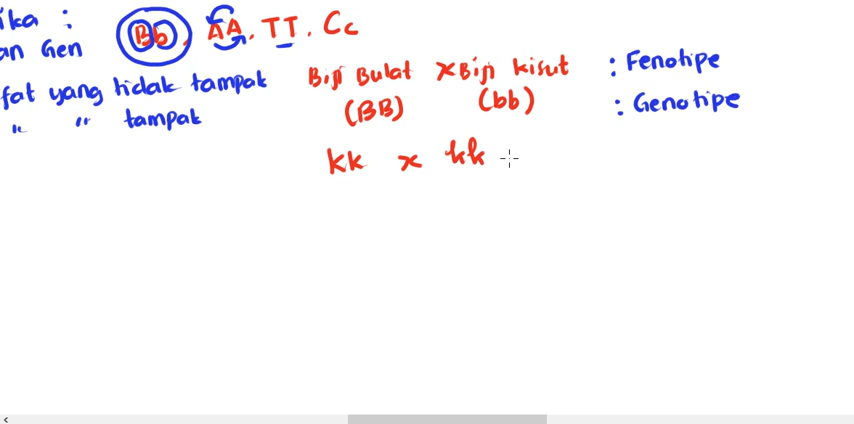 ika :
an Gen Bb, AA. TT. Cc
fat yang tidak tampak Biji Bulat x Biji kisut : Fenotipe
" " tampak (BB) (bb) : Genotipe
KK x kk